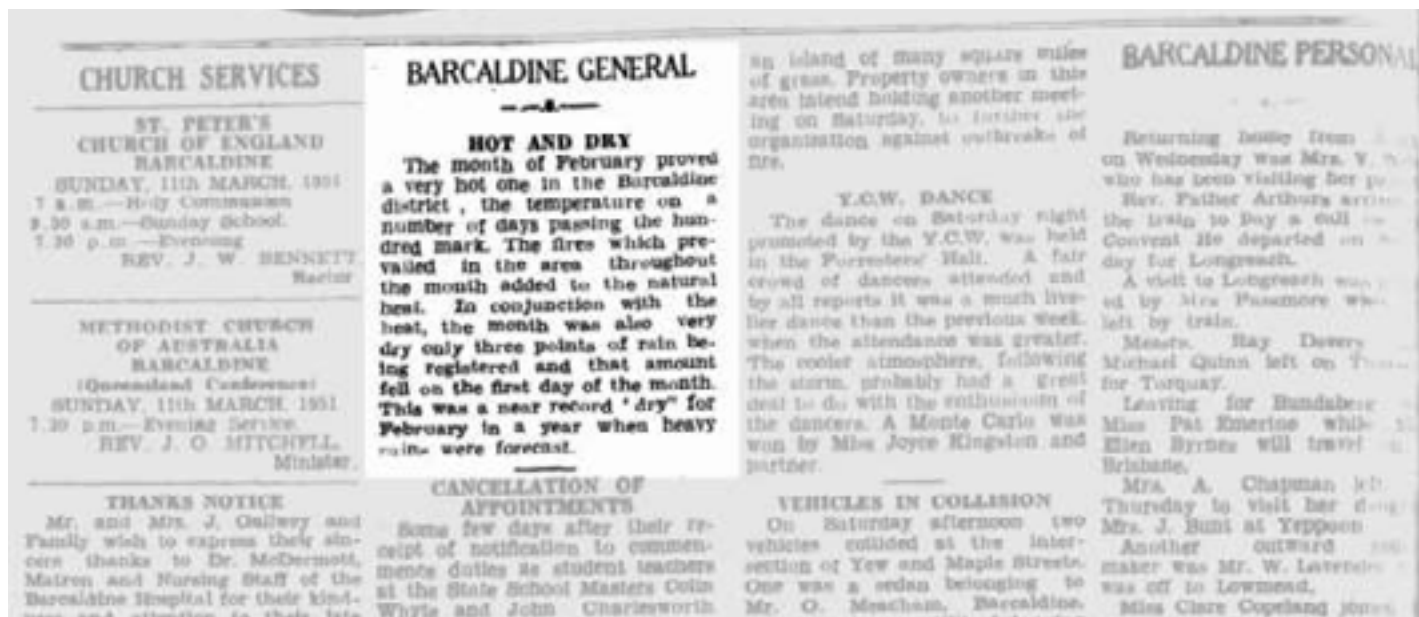 CHURCH SERVICES
ST. PETER'S
CHURCH OF ENGLAND
BARCALDINE
SUNDAY, 11th MARCH, 1951
7 a.m.—Holy Communion
9.30 a.m.—Sunday School.
7.30 p.m.—Evensong
REV. J. W. BENNETT
Rector
METHODIST CHURCH
OF AUSTRALIA
BARCALDINE
(Queensland Conference)
SUNDAY, 11th MARCH, 1951
7.30 p.m.—Evening Service.
REV. J. O. MITCHELL,
Minister.
THANKS NOTICE
Mr. and Mrs. J. Gallwey and
Family wish to express their sin-
cere thanks to Dr. McDermott,
Matron and Nursing Staff of the
Barcaldine Hospital for their kind-
ness and attention to their late
BARCALDINE GENERAL
HOT AND DRY
The month of February proved
a very hot one in the Barcaldine
district , the temperature on a
number of days passing the hun-
dred mark. The fires which pre-
vailed in the area throughout
the month added to the natural
heat. In conjunction with the
heat, the month was also very
dry only three points of rain be-
ing registered and that amount
fell on the first day of the month.
This was a near record "dry" for
February in a year when heavy
rains were forecast.
CANCELLATION OF
APPOINTMENTS
Some few days after their re-
ceipt of notification to commen-
mence duties as student teachers
at the State School Masters Colin
Whyte and John Charlesworth
an island of many square miles
of grass. Property owners in this
area intend holding another meet-
ing on Saturday, to further the
organization against outbreaks of
fire.
Y.C.W. DANCE
The dance on Saturday night
promoted by the Y.C.W. was held
in the Forresters' Hall. A fair
crowd of dancers attended and
by all reports it was a much live-
lier dance than the previous week.
when the attendance was greater.
The cooler atmosphere, following
the storm, probably had a great
deal to do with the enthusiasm of
the dancers. A Monte Carlo was
won by Miss Joyce Kingston and
partner.
VEHICLES IN COLLISION
On Saturday afternoon two
vehicles collided at the inter-
section of Yew and Maple Streets.
One was a sedan belonging to
Mr. O. Meacham, Barcaldine.
BARCALDINE PERSONAL
Returning home from
on Wednesday was Mrs. V.
who has been visiting her
Rev. Father Arthurs
the train to pay a call
Convent He departed on
day for Longreach.
A visit to Longreach was
ed by Mrs Passmore who
left by train.
Messrs. Ray Devery
Michael Quinn left on
for Torquay.
Leaving for Bundaberg
Miss Pat Emerine while
Ellen Byrnes will travel
Brisbane.
Mrs. A. Chapman left
Thursday to visit her
Mrs. J. Bunt at Yeppoon
Another outward
maker was Mr. W. Lavender
was off to Lowmead,
Miss Clare Copeland